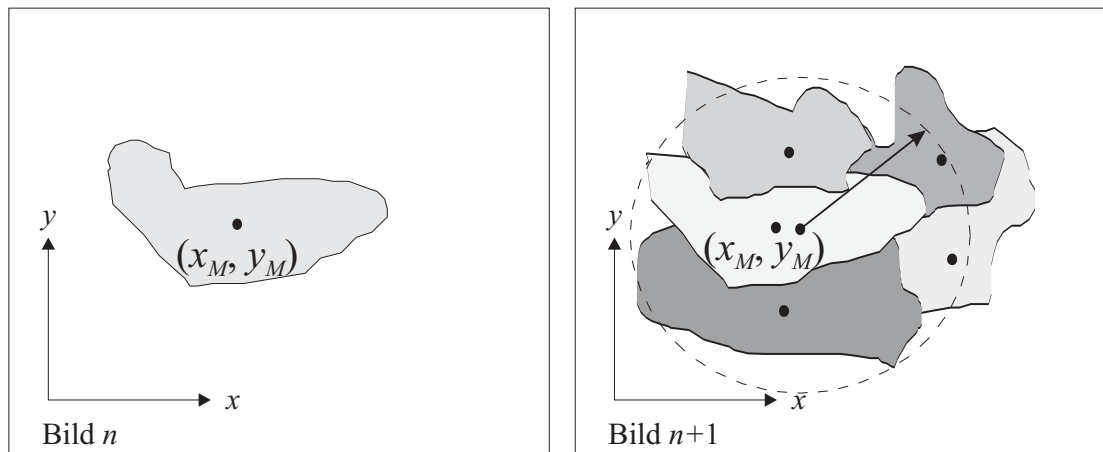 y
(x_M, y_M)
x
Bild n
y
(x_M, y_M)
x
Bild n+1